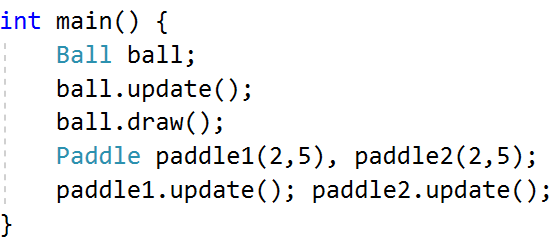 int main() {
    Ball ball;
    ball.update();
    ball.draw();
    Paddle paddle1(2,5), paddle2(2,5);
    paddle1.update(); paddle2.update();
}